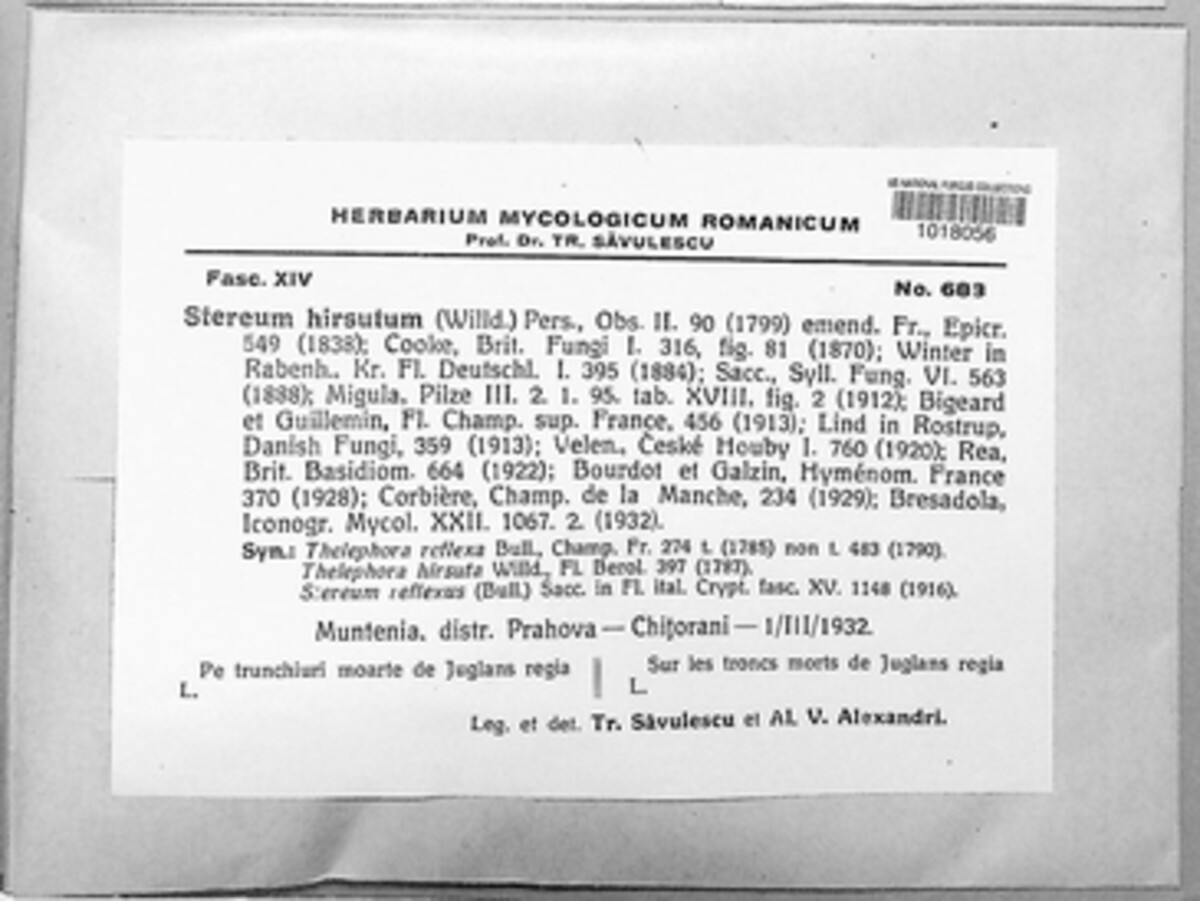 US NATIONAL FUNGUS COLLECTIONS
1018056
HERBARIUM MYCOLOGICUM ROMANICUM
Prof. Dr. TR. SĂVULESCU
Fasc. XIV
No. 683
Stereum hirsutum (Willd.) Pers., Obs. II. 90 (1799) emend. Fr., Epicr.
549 (1838); Cooke, Brit. Fungi I. 316, fig. 81 (1870); Winter in
Rabenh., Kr. Fl. Deutschl. I. 395 (1884); Sacc., Syll. Fung. VI. 563
(1888); Migula, Pilze III. 2. 1. 95. tab. XVIII, fig. 2 (1912); Bigeard
et Guillemin, Fl. Champ. sup. France, 456 (1913); Lind in Rostrup,
Danish Fungi, 359 (1913); Velen., České Houby I. 760 (1920); Rea,
Brit. Basidiom. 664 (1922); Bourdot et Galzin, Hyménom. France
370 (1928); Corbière, Champ. de la Manche, 234 (1929); Bresadola,
Iconogr. Mycol. XXII. 1067. 2. (1932).
Syn.: Thelephora reflexa Bull., Champ. Fr. 274 t. (1785) non t. 483 (1790).
Thelephora hirsuta Willd., Fl. Berol. 397 (1787).
Stereum reflexus (Bull.) Sacc. in Fl. ital. Crypt. fasc. XV. 1148 (1916).
Muntenia, distr. Prahova — Chițorani — 1/III/1932.
Pe trunchiuri moarte de Juglans regia
L.
Sur les troncs morts de Juglans regia
L.
Leg. et det. Tr. Săvulescu et Al. V. Alexandri.